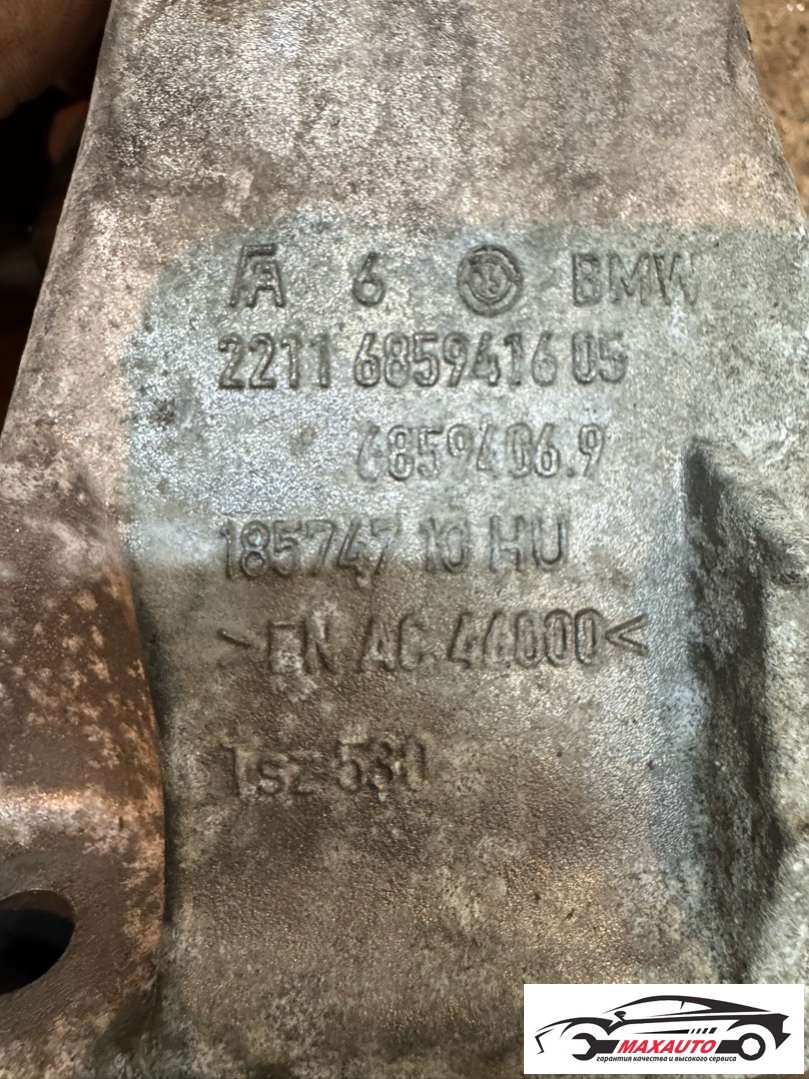 6 BMW
2211 6859416 05
6859406.9
185747 10 HU
>EN AC 44000<
Tsz 530
MAXAUTO
гарантия качества и высокого сервиса